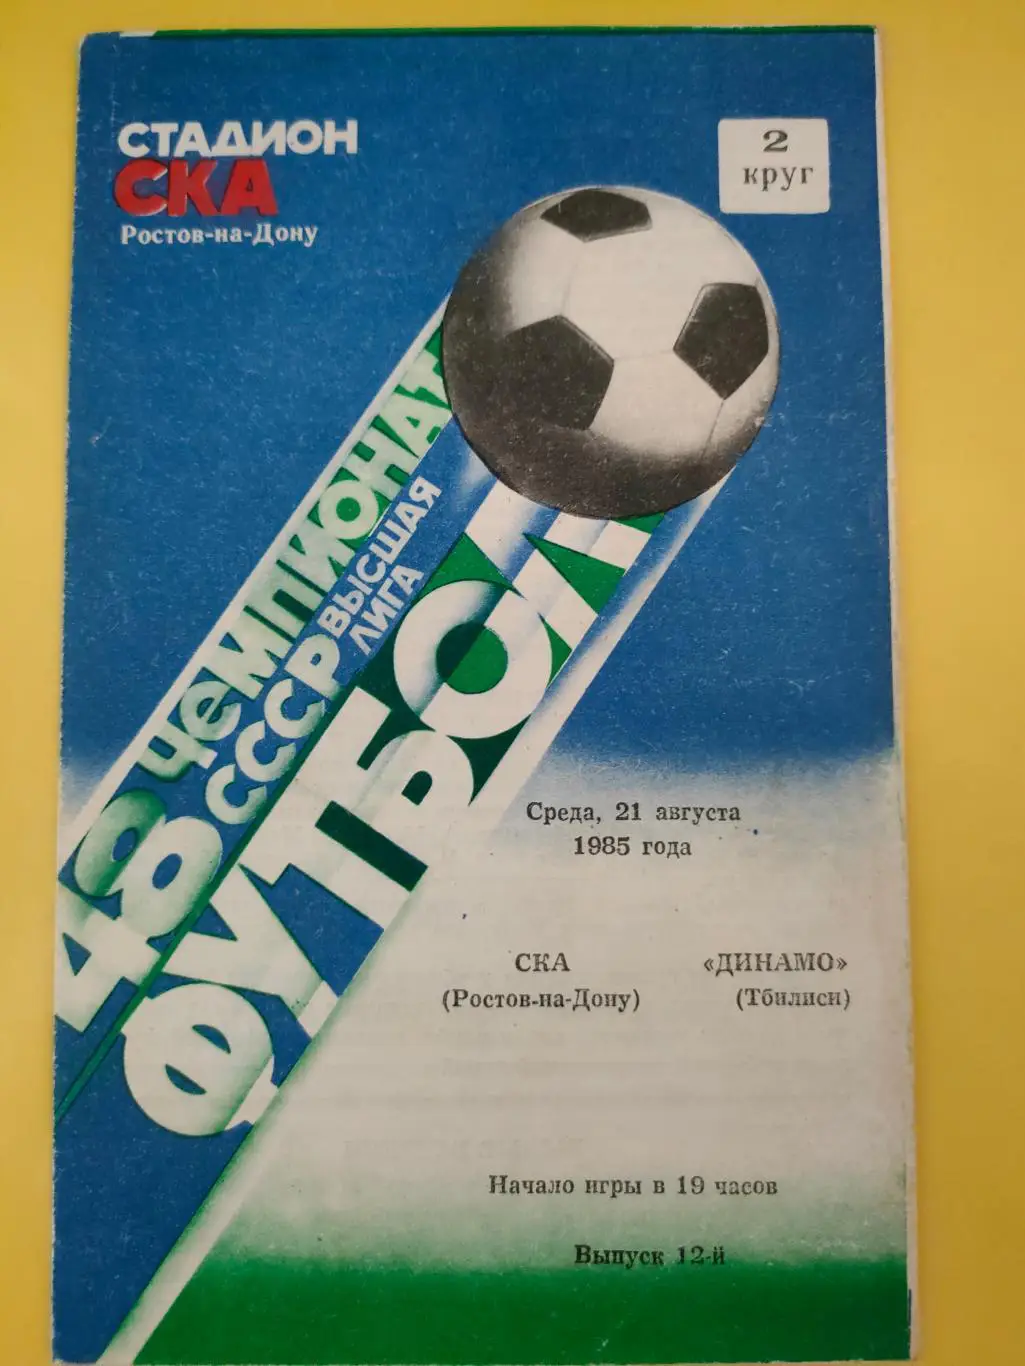 СТАДИОН
СКА
Ростов-на-Дону
2
круг
48 ЧЕМПИОНАТ
СССР ВЫСШАЯ
ЛИГА
ФУТБОЛ
Среда, 21 августа
1985 года
СКА «ДИНАМО»
(Ростов-на-Дону) (Тбилиси)
Начало игры в 19 часов
Выпуск 12-й